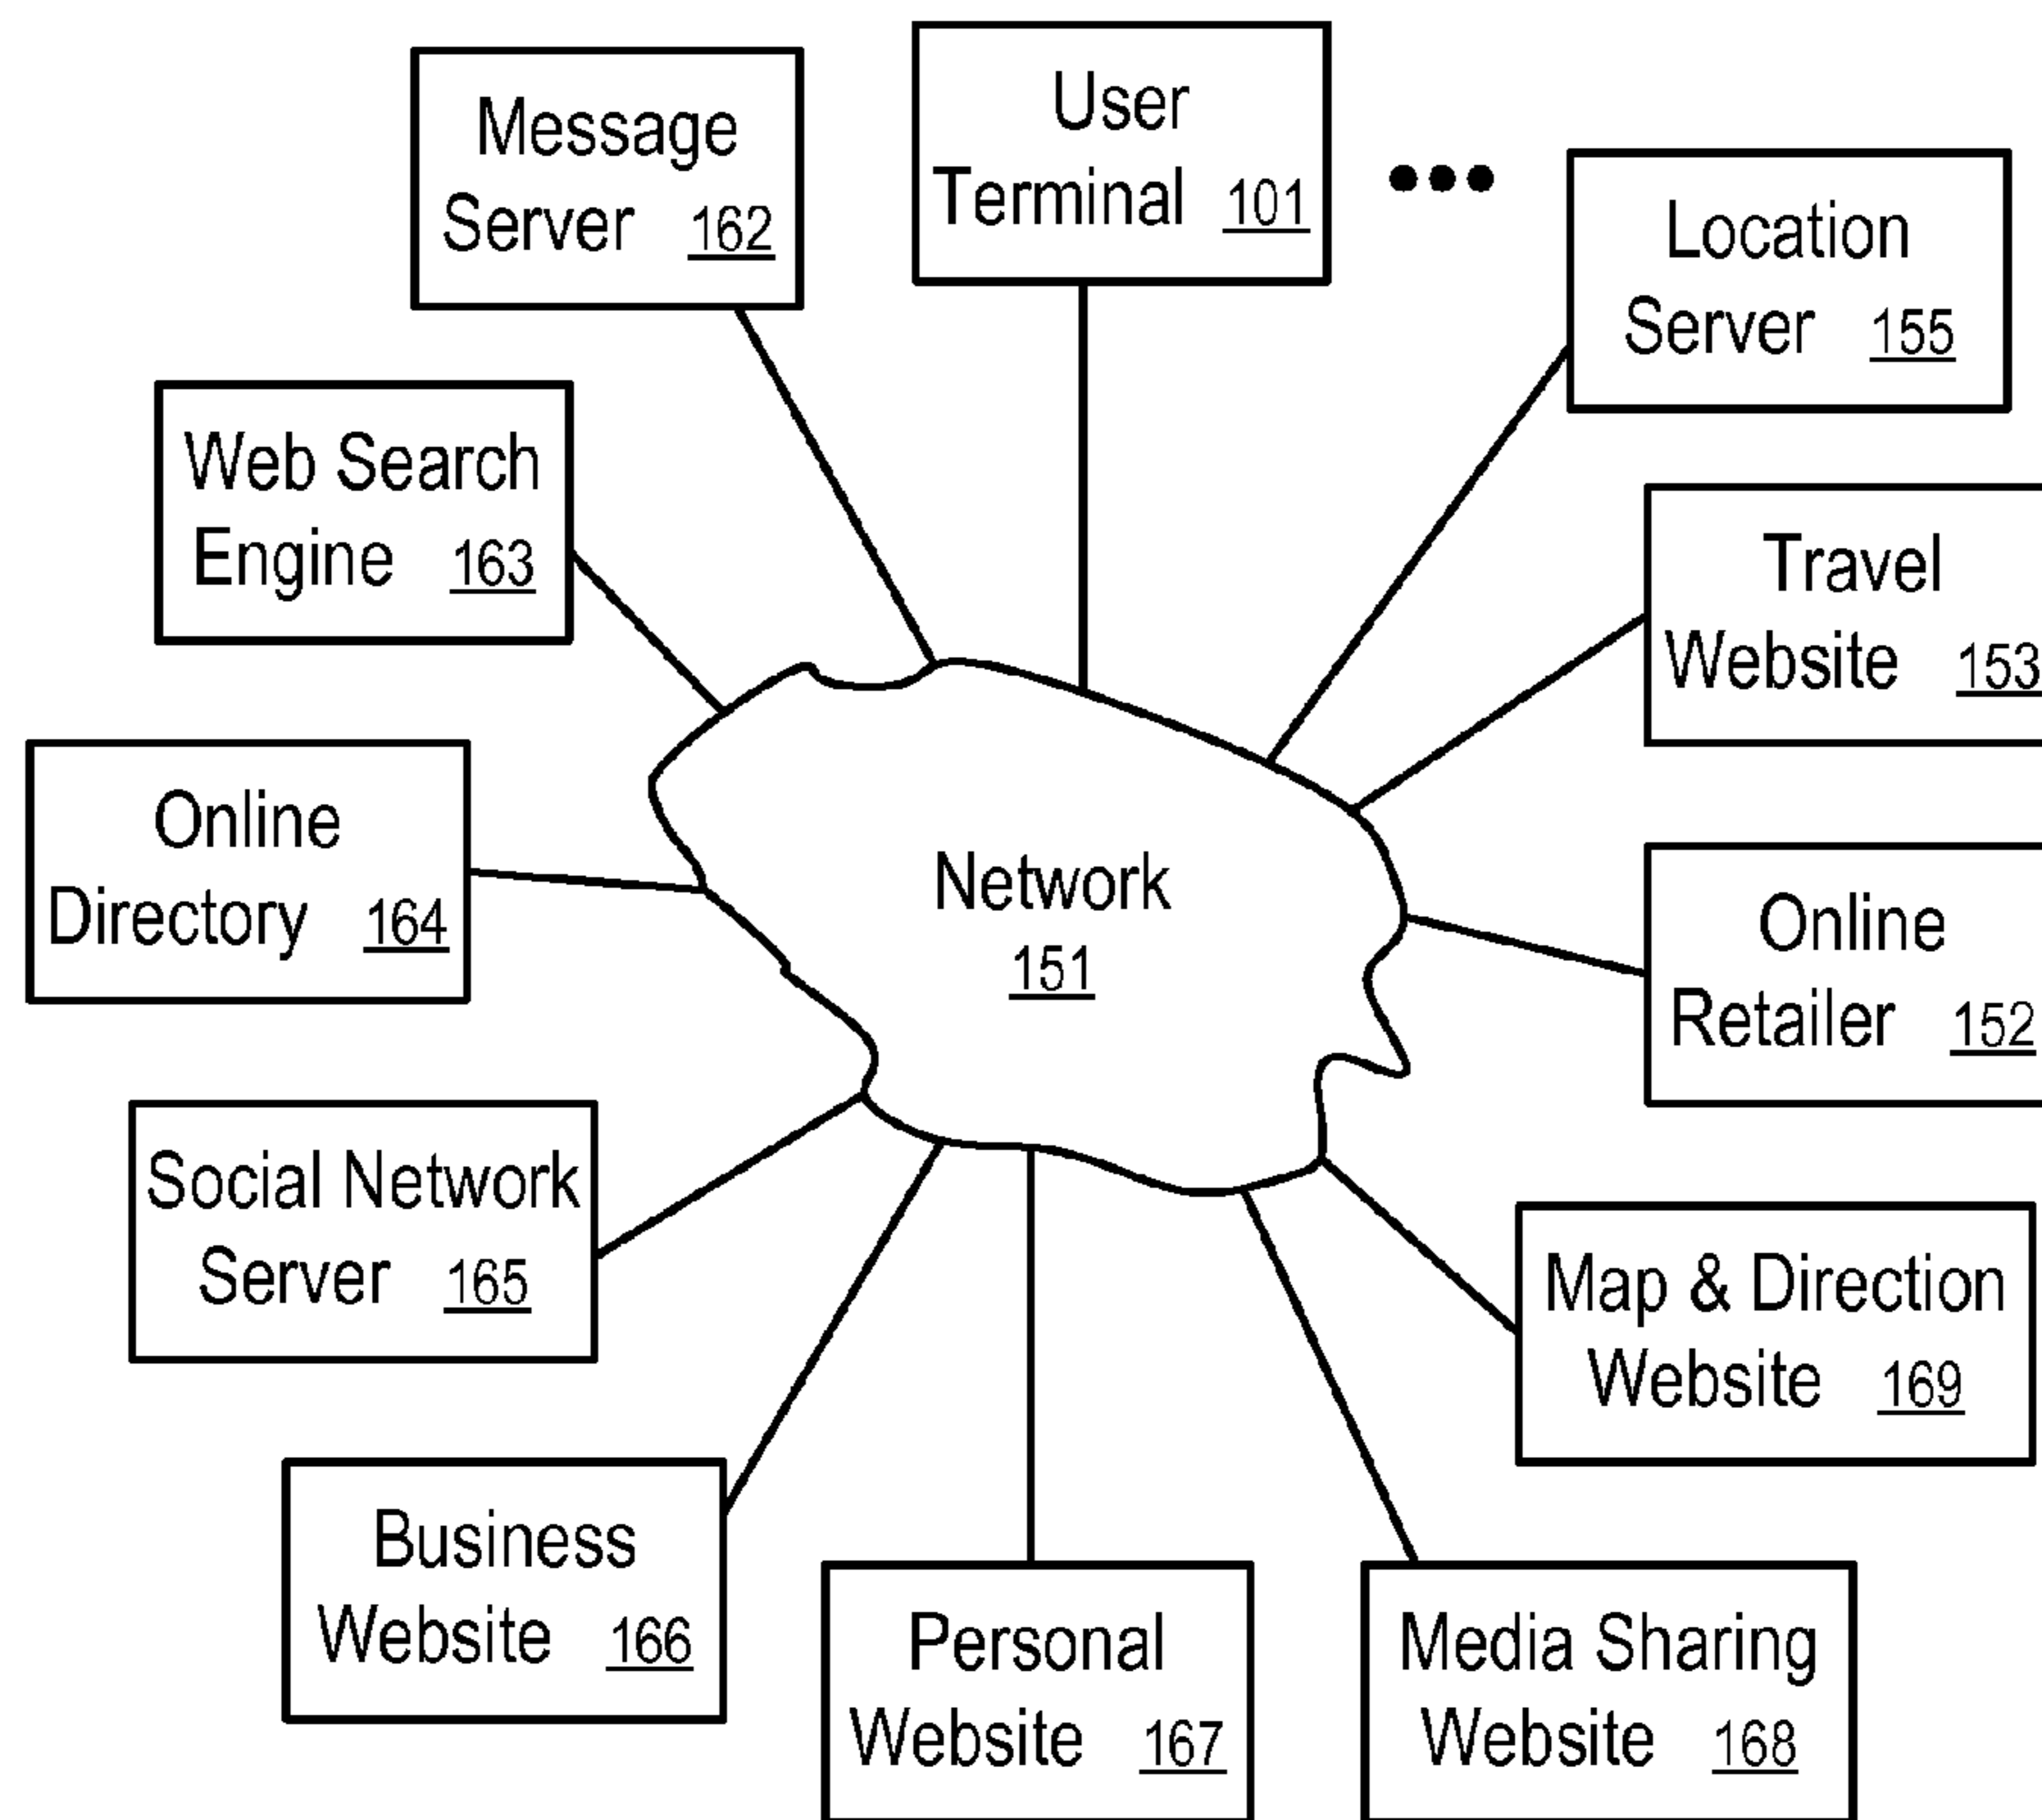 User
Terminal 101
Message
Server 162
Location
Server 155
Web Search
Engine 163
Travel
Website 153
Online
Directory 164
Network
151
Online
Retailer 152
Social Network
Server 165
Map & Direction
Website 169
Business
Website 166
Personal
Website 167
Media Sharing
Website 168